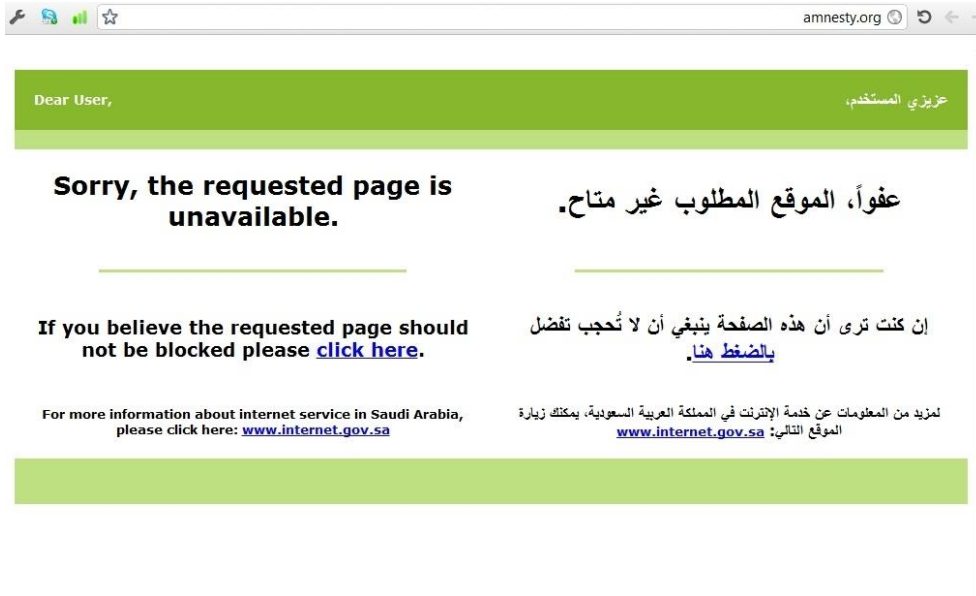 amnesty.org
Dear User,
عزيزي المستخدم،
Sorry, the requested page is
unavailable.
عفواً، الموقع المطلوب غير متاح.
If you believe the requested page should
not be blocked please click here.
إن كنت ترى أن هذه الصفحة ينبغي أن لا تُحجب تفضل
بالضغط هنا.
For more information about internet service in Saudi Arabia,
please click here: www.internet.gov.sa
لمزيد من المعلومات عن خدمة الإنترنت في المملكة العربية السعودية، يمكنك زيارة
الموقع التالي: www.internet.gov.sa